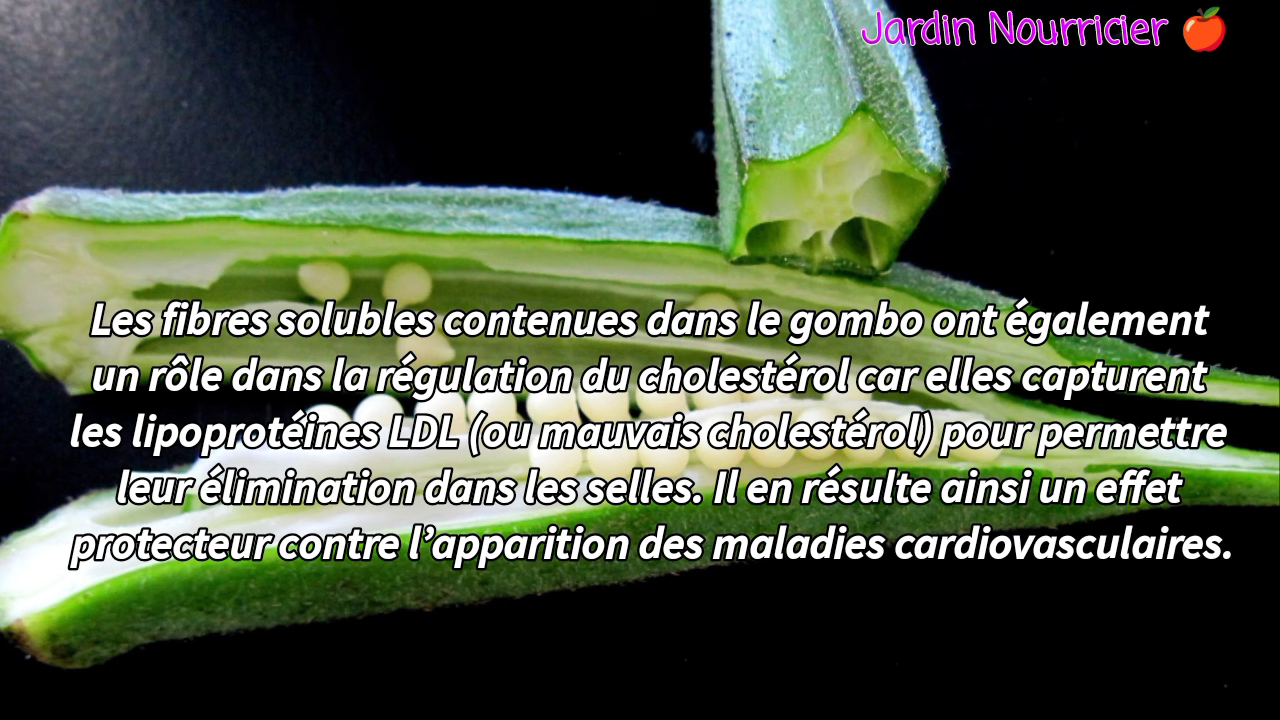 Jardin Nourricier 🍎
Les fibres solubles contenues dans le gombo ont également
un rôle dans la régulation du cholestérol car elles capturent
les lipoprotéines LDL (ou mauvais cholestérol) pour permettre
leur élimination dans les selles. Il en résulte ainsi un effet
protecteur contre l’apparition des maladies cardiovasculaires.